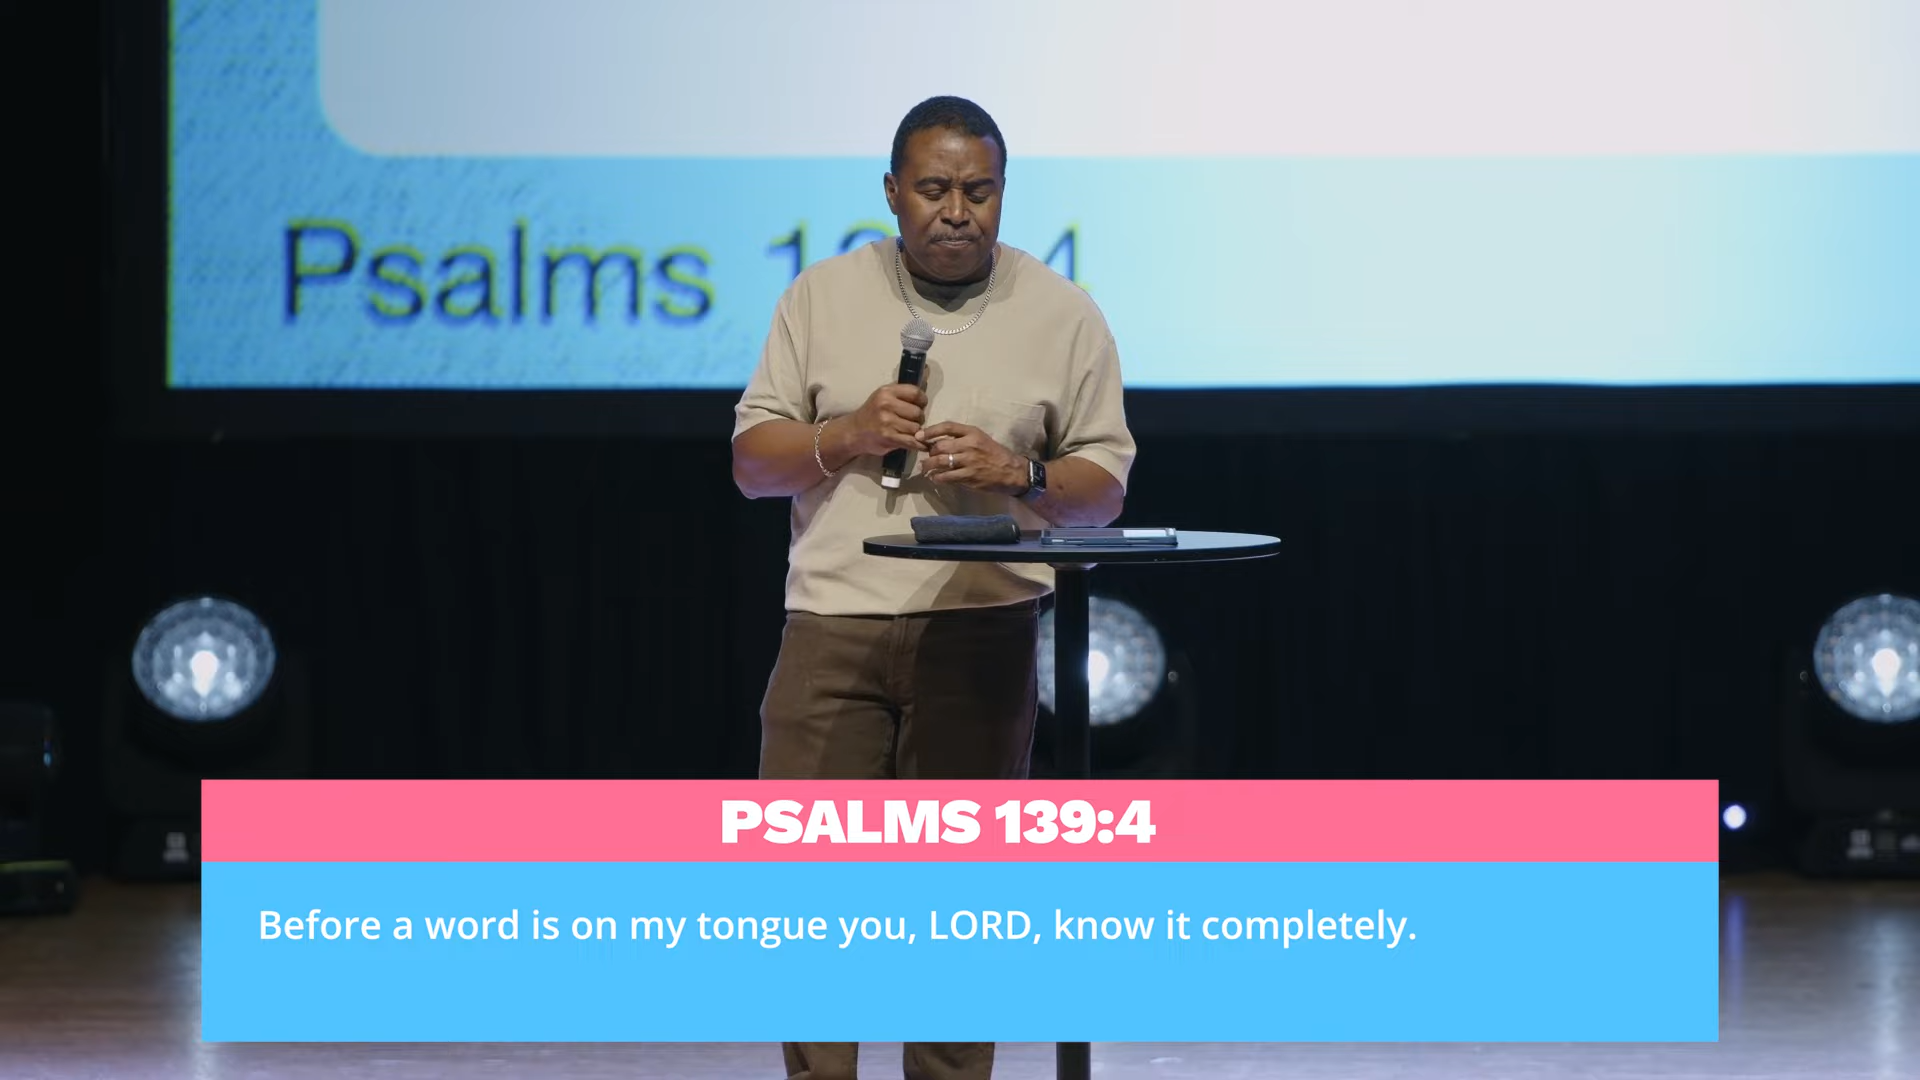 Psalms
PSALMS 139:4
Before a word is on my tongue you, LORD, know it completely.